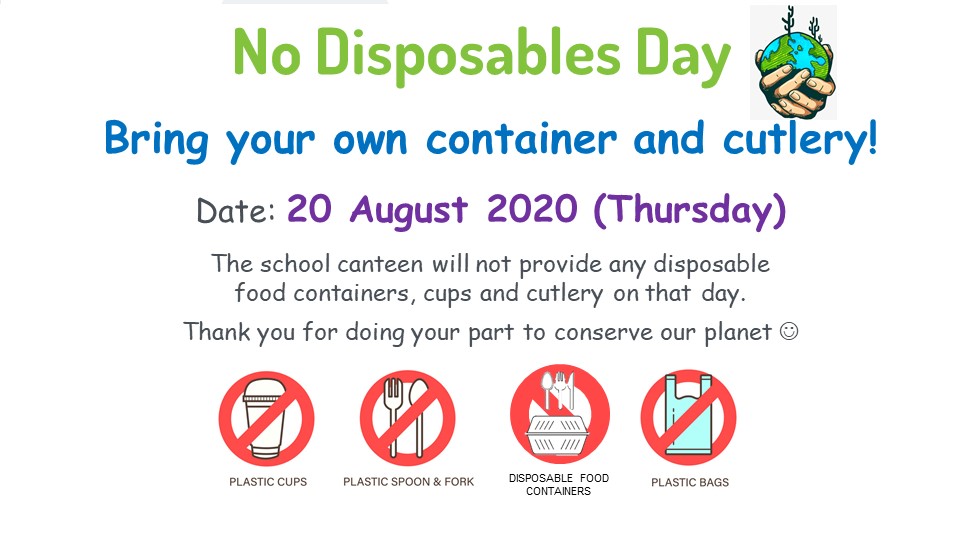 No Disposables Day
Bring your own container and cutlery!
Date: 20 August 2020 (Thursday)
The school canteen will not provide any disposable
food containers, cups and cutlery on that day.
Thank you for doing your part to conserve our planet ☺
PLASTIC CUPS
PLASTIC SPOON & FORK
DISPOSABLE FOOD
CONTAINERS
PLASTIC BAGS